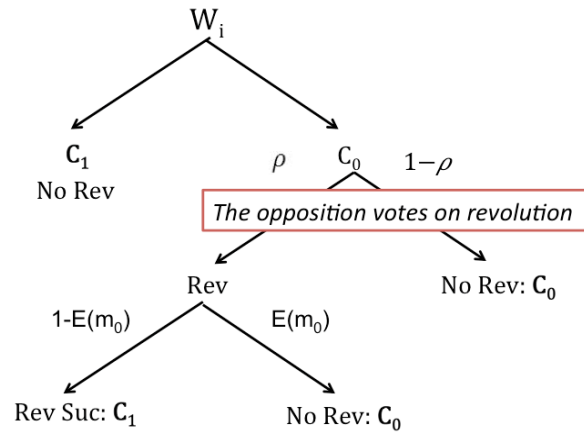 W_i
C_1
No Rev
ρ C_0 1−ρ
The opposition votes on revolution
Rev
No Rev: C_0
1-E(m_0) E(m_0)
Rev Suc: C_1
No Rev: C_0